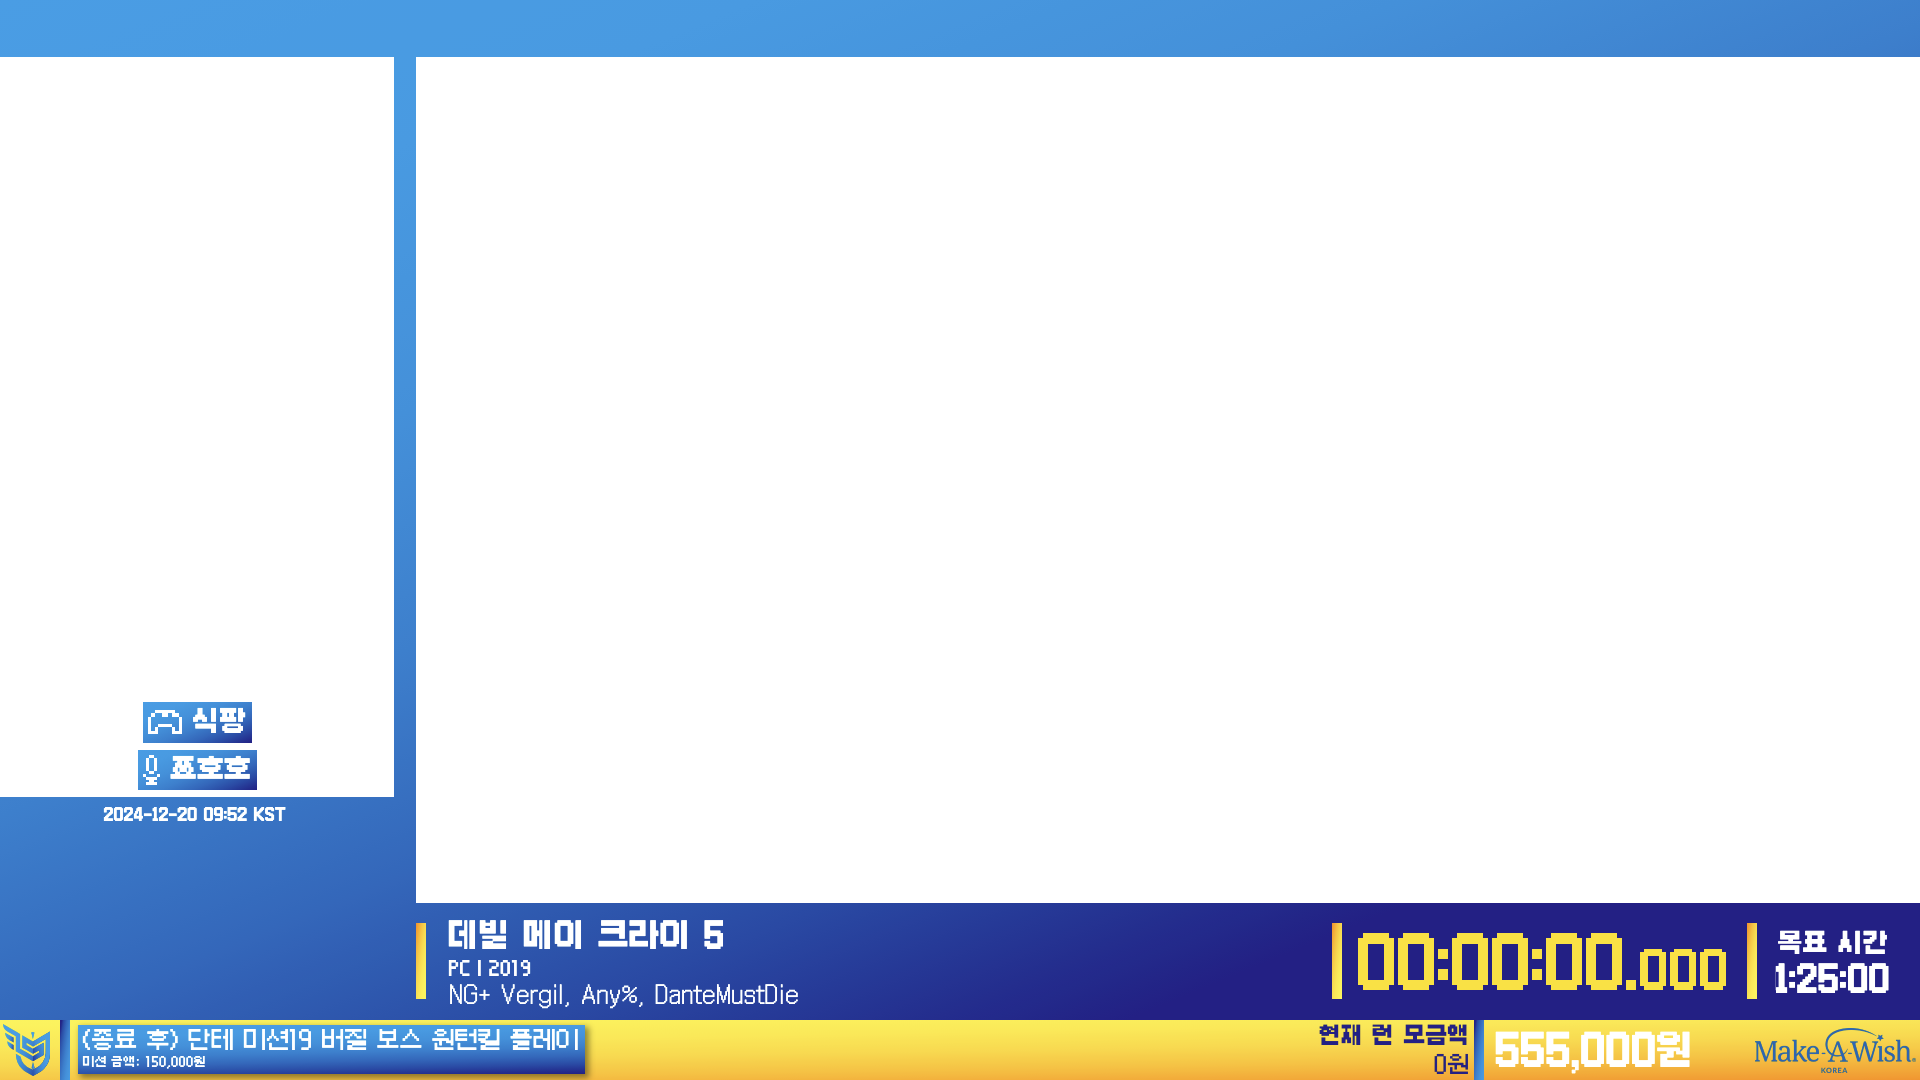 식팡
죠호호
2024-12-20 09:52 KST
데빌 메이 크라이 5
PC | 2019
NG+ Vergil, Any%, DanteMustDie
00:00:00.000
목표 시간
1:25:00
(종료 후) 단테 미션19 버질 보스 원턴킬 플레이
미션 금액: 150,000원
현재 런 모금액
0원
555,000원
Make-A-Wish.
KOREA